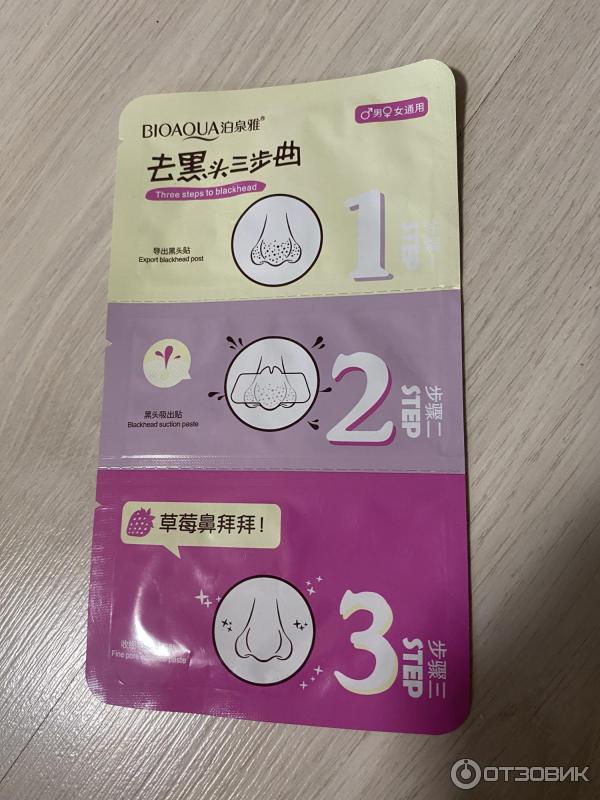 BIOAQUA泊泉雅®
♂男♀女通用
去黑头三步曲
Three steps to blackhead
导出黑头贴
Export blackhead post
1
STEP
2
步骤二
STEP
黑头吸出贴
Blackhead suction paste
草莓鼻拜拜！
3
步骤三
STEP
Fine pore paste
ОТЗОВИК